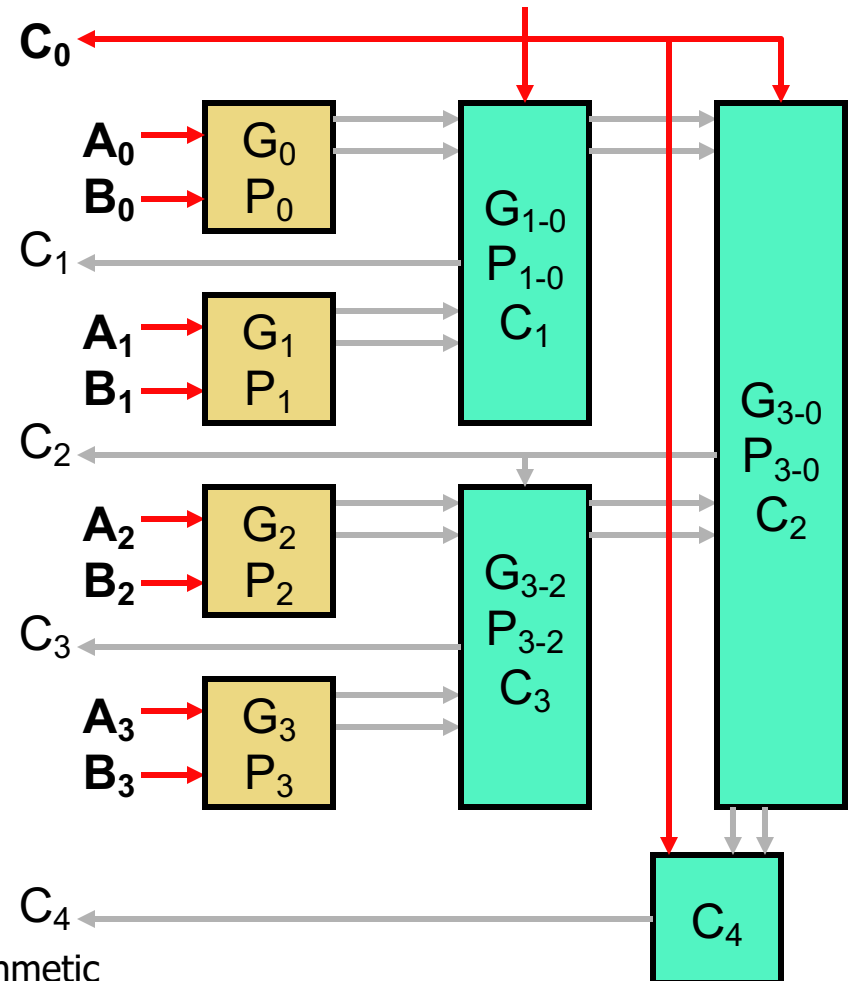 C₀
A₀
B₀
G₀
P₀
G₁₋₀
P₁₋₀
C₁
C₁
A₁
B₁
G₁
P₁
G₃₋₀
P₃₋₀
C₂
C₂
A₂
B₂
G₂
P₂
G₃₋₂
P₃₋₂
C₃
C₃
A₃
B₃
G₃
P₃
C₄
C₄
hmetic